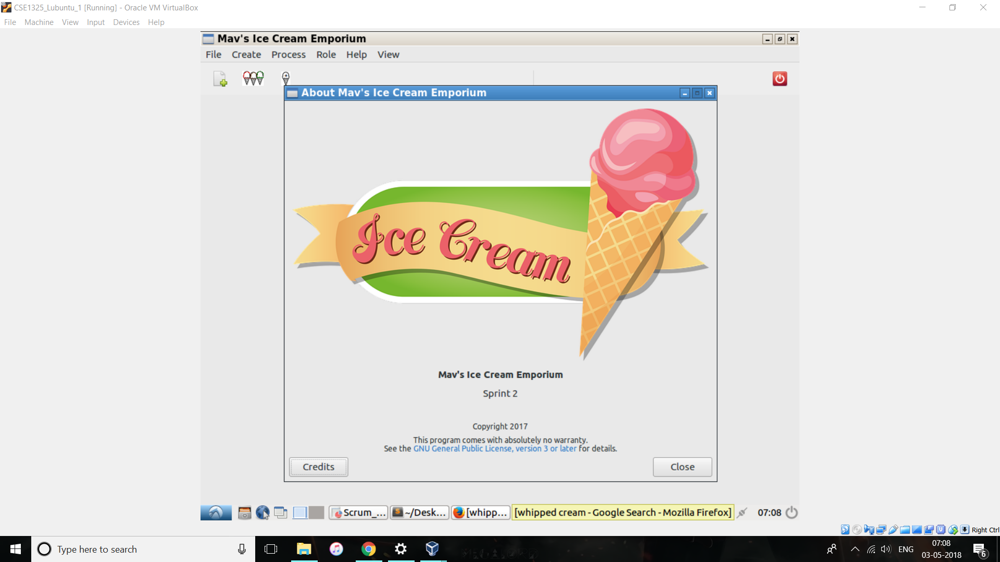 CSE1325_Lubuntu_1 [Running] - Oracle VM VirtualBox
File Machine View Input Devices Help
Mav's Ice Cream Emporium
File Create Process Role Help View
About Mav's Ice Cream Emporium
Ice Cream
Mav's Ice Cream Emporium
Sprint 2
Copyright 2017
This program comes with absolutely no warranty.
See the GNU General Public License, version 3 or later for details.
Credits Close
Scrum_... ~/Desk... [whipp... [whipped cream - Google Search - Mozilla Firefox] 07:08
Right Ctrl
Type here to search ENG 07:08
03-05-2018 6